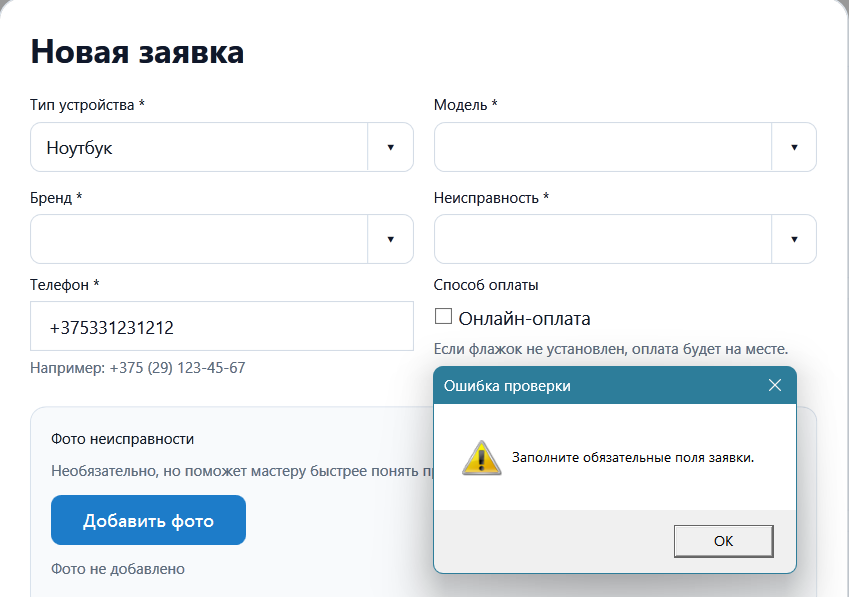 Новая заявка
Тип устройства *
Ноутбук
Модель *
Бренд *
Неисправность *
Телефон *
+375331231212
Например: +375 (29) 123-45-67
Способ оплаты
Онлайн-оплата
Если флажок не установлен, оплата будет на месте.
Фото неисправности
Необязательно, но поможет мастеру быстрее понять
Добавить фото
Фото не добавлено
Ошибка проверки
Заполните обязательные поля заявки.
OK